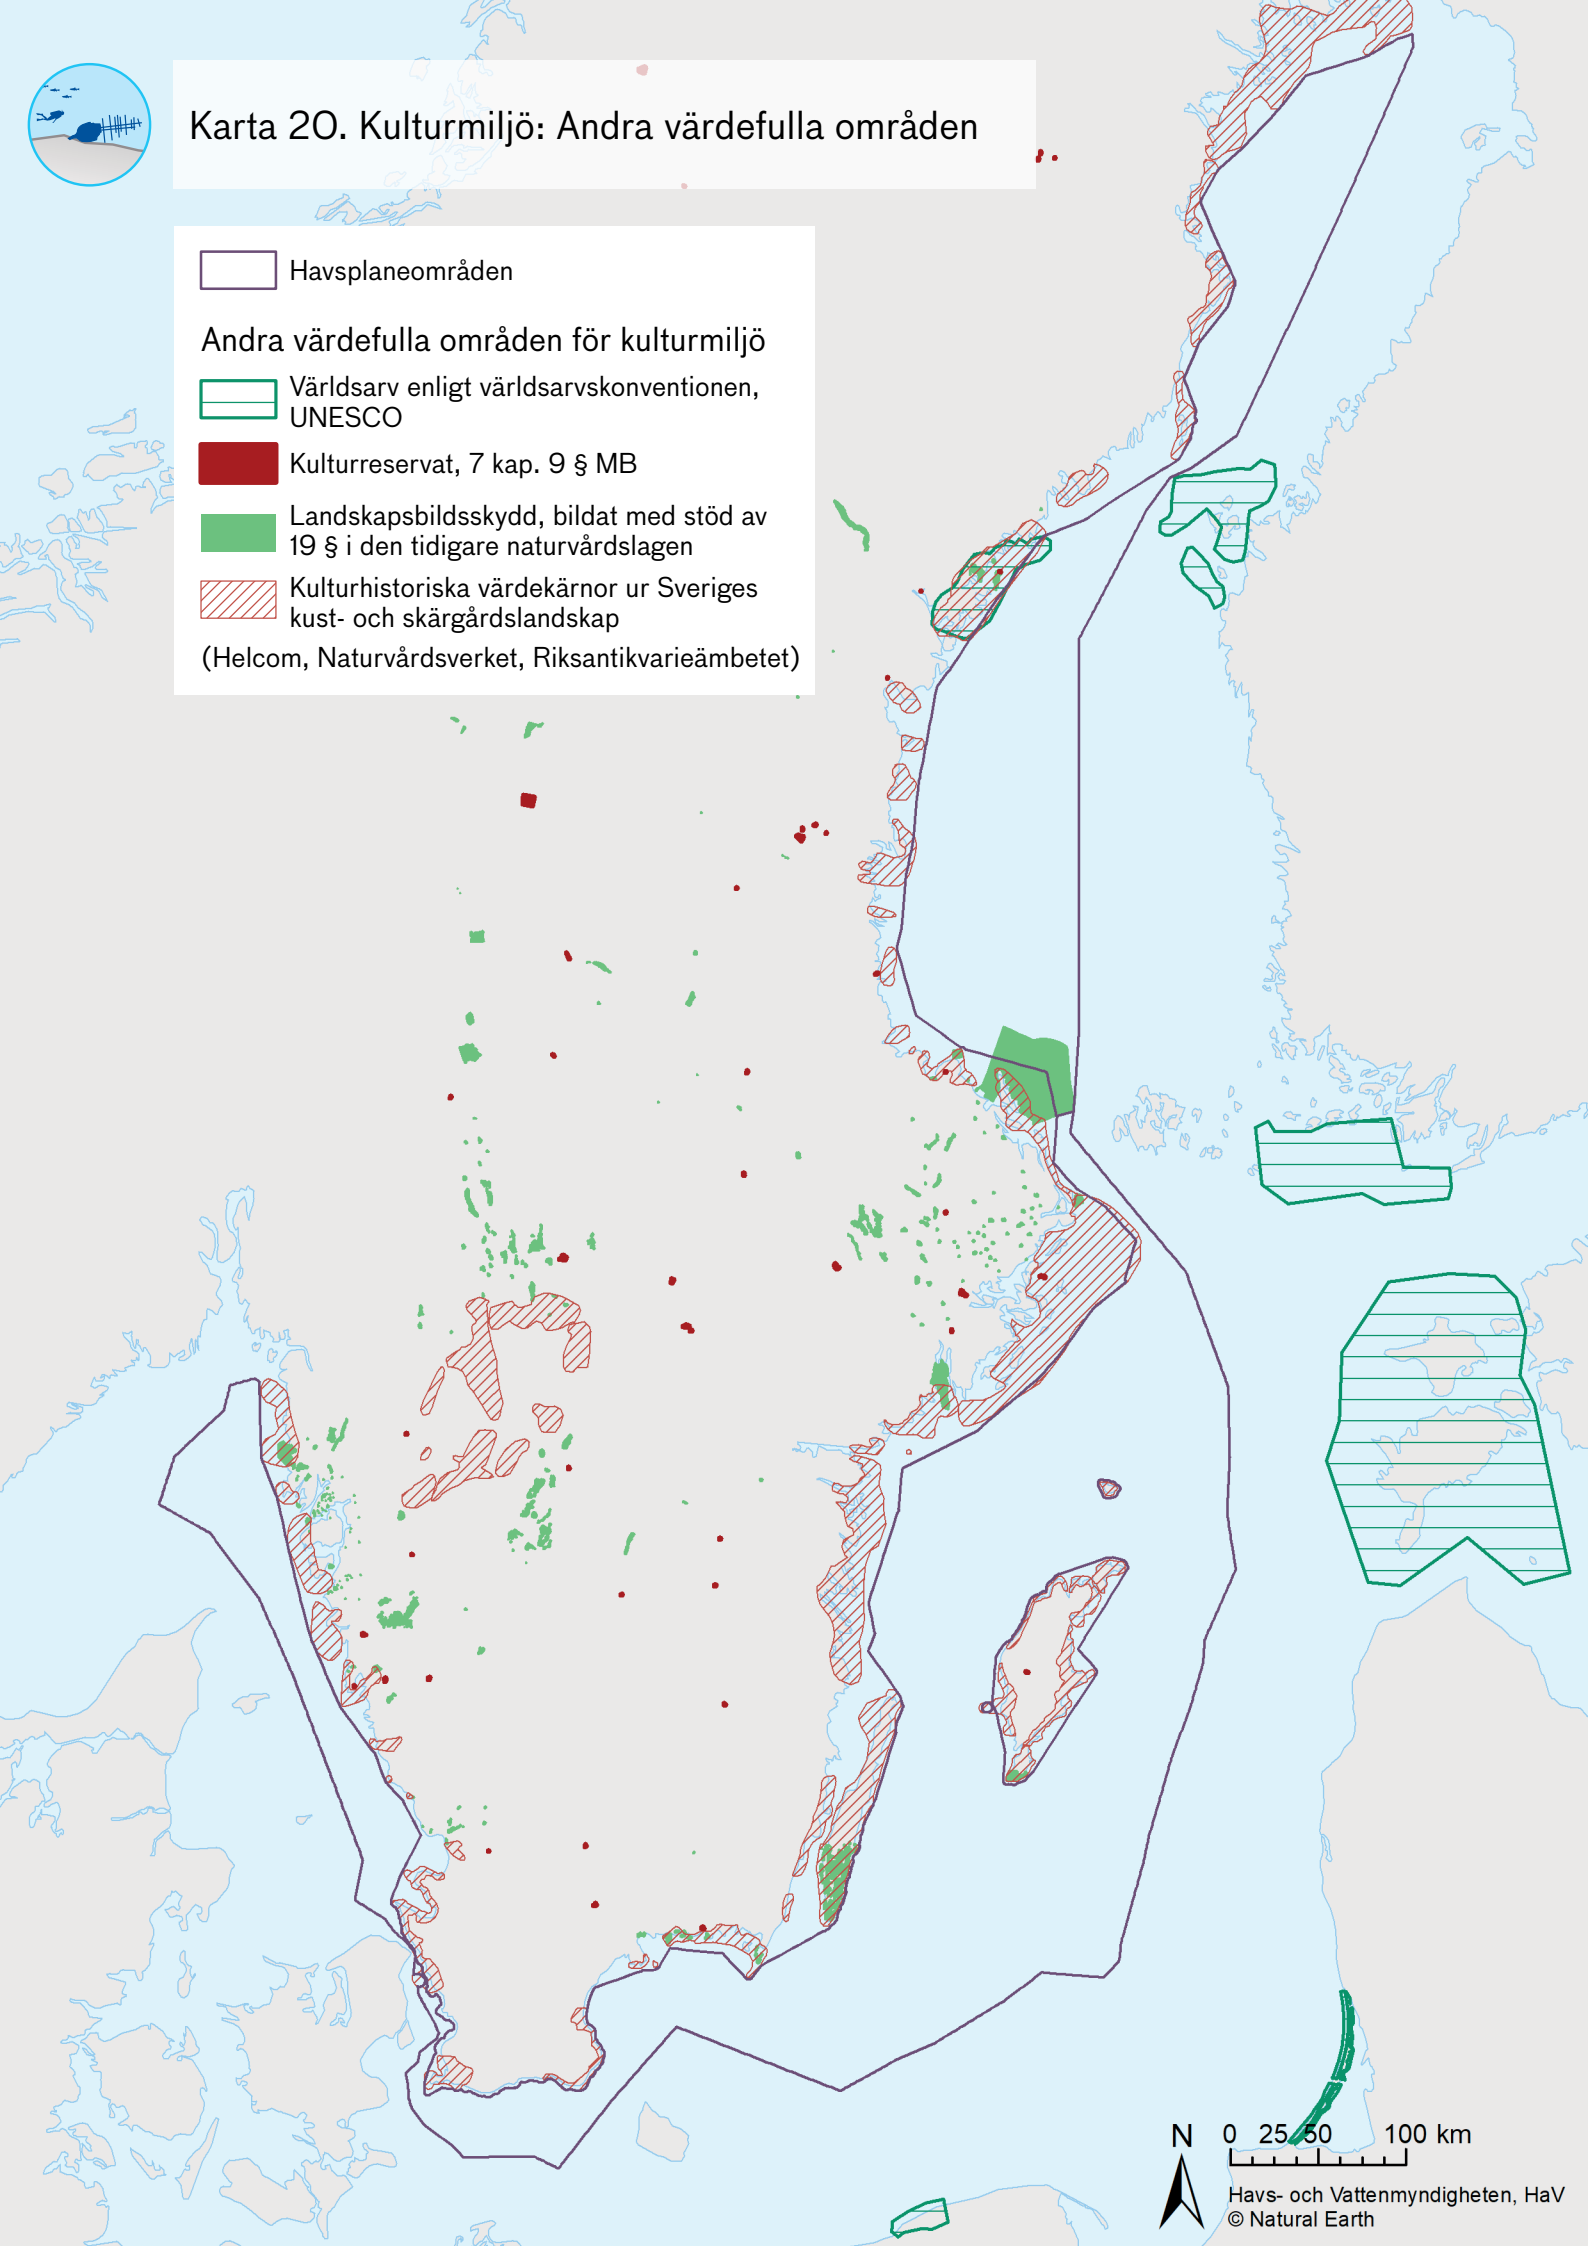 Karta 20. Kulturmiljö: Andra värdefulla områden
Havsplaneområden
Andra värdefulla områden för kulturmiljö
Världsarv enligt världsarvskonventionen,
UNESCO
Kulturreservat, 7 kap. 9 § MB
Landskapsbildsskydd, bildat med stöd av
19 § i den tidigare naturvårdslagen
Kulturhistoriska värdekärnor ur Sveriges
kust- och skärgårdslandskap
(Helcom, Naturvårdsverket, Riksantikvarieämbetet)
N 0 25 50 100 km
Havs- och Vattenmyndigheten, HaV
© Natural Earth